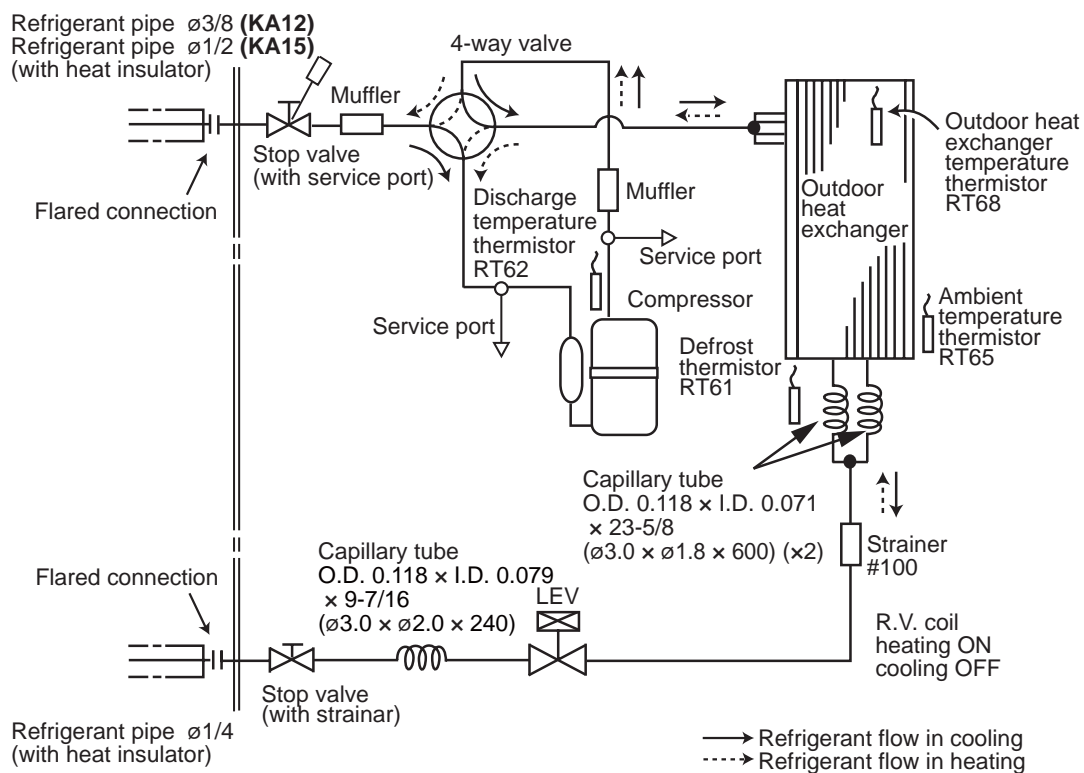 Refrigerant pipe ø3/8 (KA12)
Refrigerant pipe ø1/2 (KA15)
(with heat insulator)
4-way valve
Muffler
Stop valve
(with service port)
Flared connection
Discharge
temperature
thermistor
RT62
Muffler
Service port
Service port
Compressor
Outdoor
heat
exchanger
Outdoor heat
exchanger
temperature
thermistor
RT68
Ambient
temperature
thermistor
RT65
Defrost
thermistor
RT61
Capillary tube
O.D. 0.118 × I.D. 0.071
× 23-5/8
(ø3.0 × ø1.8 × 600) (×2)
Strainer
#100
Capillary tube
O.D. 0.118 × I.D. 0.079
× 9-7/16
(ø3.0 × ø2.0 × 240)
LEV
Flared connection
R.V. coil
heating ON
cooling OFF
Stop valve
(with strainar)
Refrigerant pipe ø1/4
(with heat insulator)
Refrigerant flow in cooling
Refrigerant flow in heating